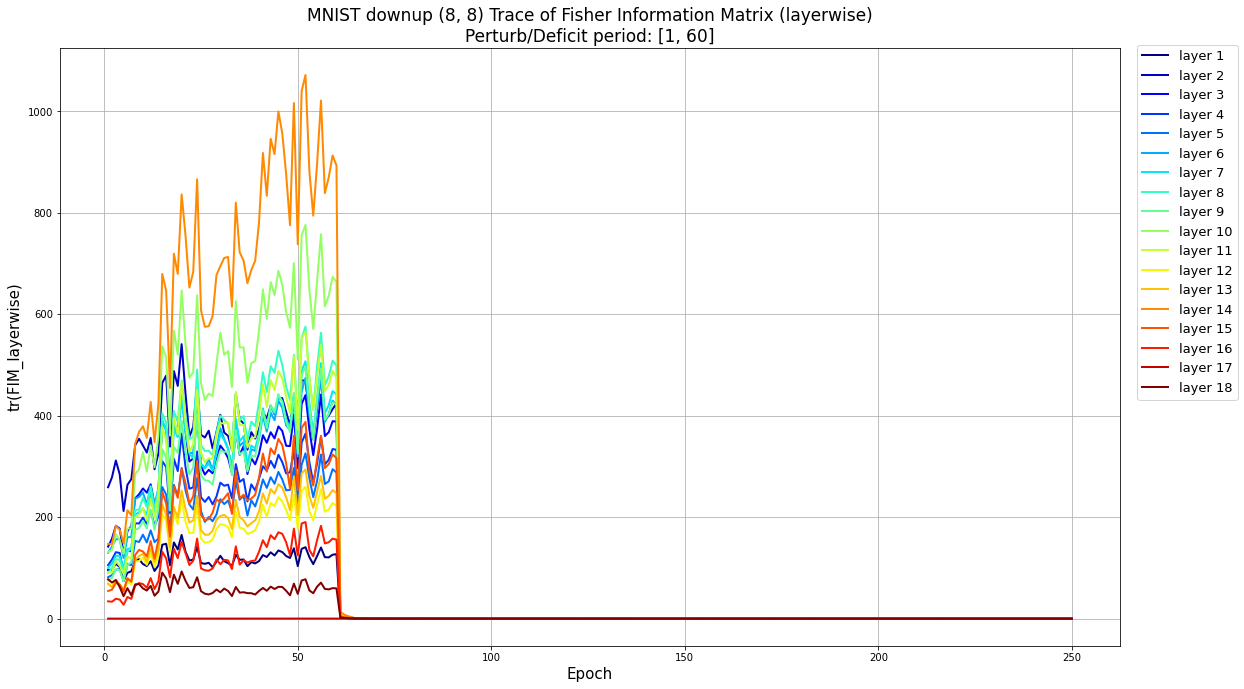 MNIST downup (8, 8) Trace of Fisher Information Matrix (layerwise)
Perturb/Deficit period: [1, 60]
tr(FIM_layerwise)
1000
800
600
400
200
0
0
50
100
150
200
250
Epoch
layer 1
layer 2
layer 3
layer 4
layer 5
layer 6
layer 7
layer 8
layer 9
layer 10
layer 11
layer 12
layer 13
layer 14
layer 15
layer 16
layer 17
layer 18